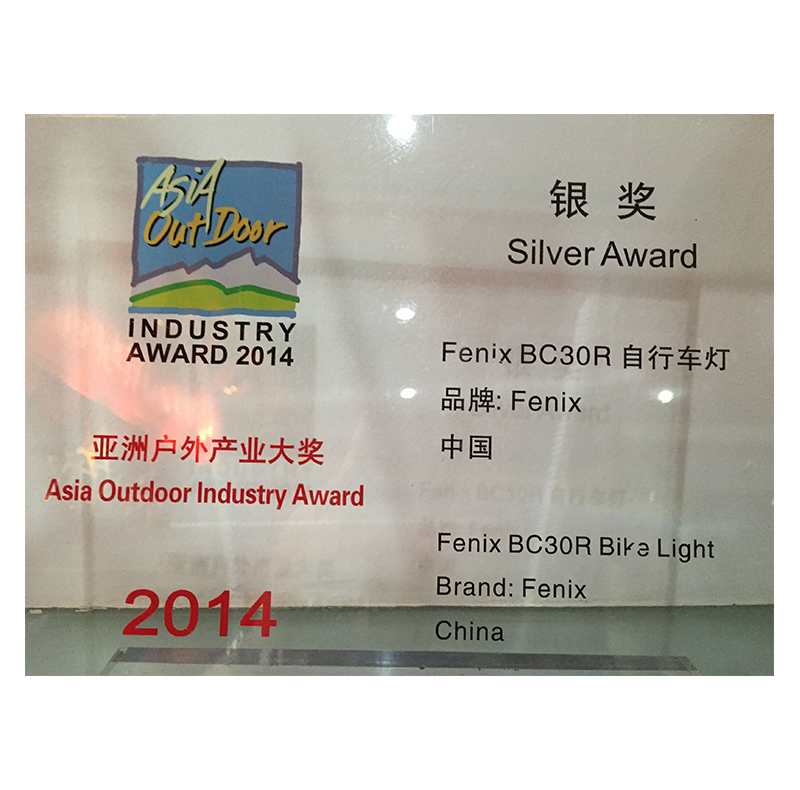 Asia
OutDoor
INDUSTRY
AWARD 2014
亚洲户外产业大奖
Asia Outdoor Industry Award
2014
银奖
Silver Award
Fenix BC30R 自行车灯
品牌: Fenix
中国
Fenix BC30R Bike Light
Brand: Fenix
China